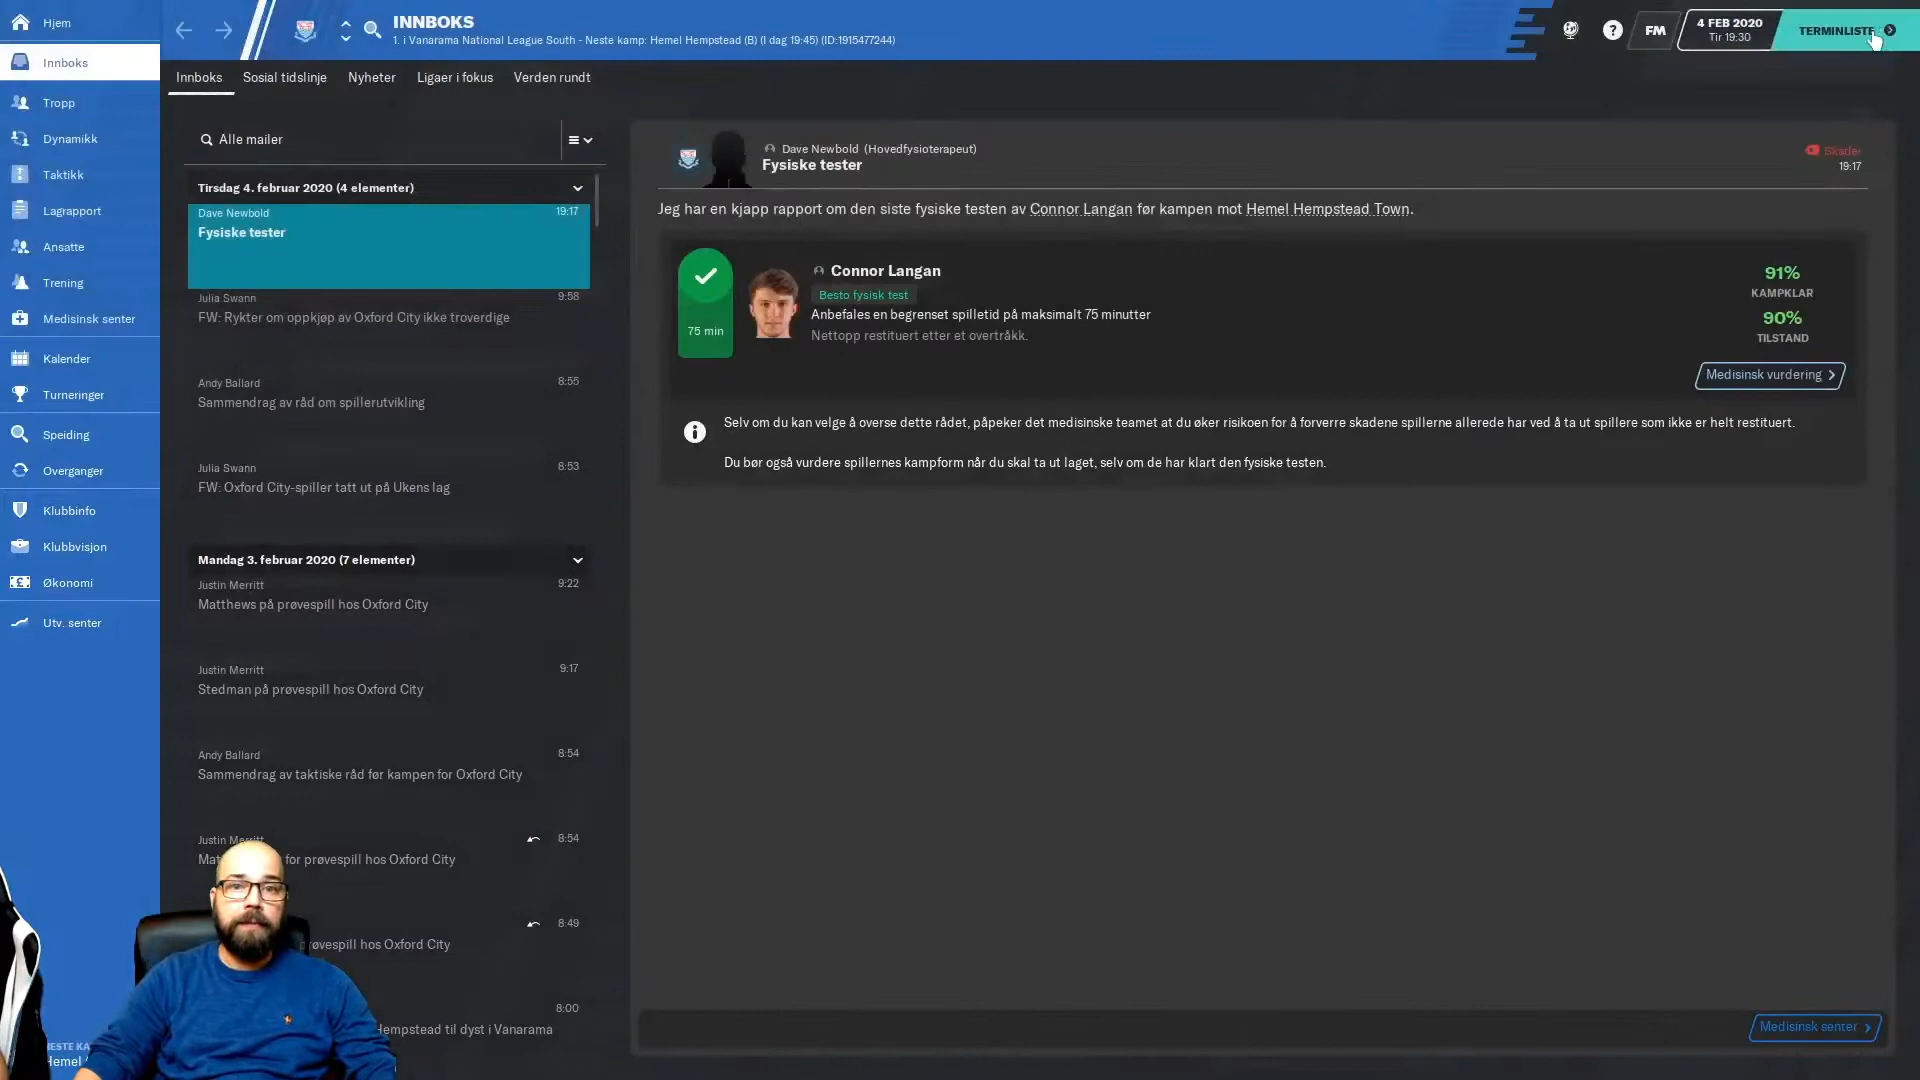 Hjem
Innboks
Tropp
Dynamikk
Taktikk
Lagrapport
Ansatte
Trening
Medisinsk senter
Kalender
Turneringer
Speiding
Overganger
Klubbinfo
Klubbvisjon
Økonomi
Utv. senter
Hemel
INNBOKS
1. i Vanarama National League South - Neste kamp: Hemel Hempstead (B) (I dag 19:45) (ID:1915477244)
FM
4 FEB 2020
Tir 19:30
TERMINLISTE
Innboks Sosial tidslinje Nyheter Ligaer i fokus Verden rundt
Alle mailer
Tirsdag 4. februar 2020 (4 elementer)
Dave Newbold 19:17
Fysiske tester
Julia Swann 9:58
FW: Rykter om oppkjøp av Oxford City ikke troverdige
Andy Ballard 8:55
Sammendrag av råd om spillerutvikling
Julia Swann 8:53
FW: Oxford City-spiller tatt ut på Ukens lag
Mandag 3. februar 2020 (7 elementer)
Justin Merritt 9:22
Matthews på prøvespill hos Oxford City
Justin Merritt 9:17
Stedman på prøvespill hos Oxford City
Andy Ballard 8:54
Sammendrag av taktiske råd før kampen for Oxford City
Justin Merritt 8:54
for prøvespill hos Oxford City
8:49
røvespill hos Oxford City
8:00
Hempstead til dyst i Vanarama
Dave Newbold (Hovedfysioterapeut)
Fysiske tester
Skader
19:17
Jeg har en kjapp rapport om den siste fysiske testen av Connor Langan før kampen mot Hemel Hempstead Town.
75 min
Connor Langan
Besto fysisk test
Anbefales en begrenset spilletid på maksimalt 75 minutter
Nettopp restituert etter et overtråkk.
91%
KAMPKLAR
90%
TILSTAND
Medisinsk vurdering
Selv om du kan velge å overse dette rådet, påpeker det medisinske teamet at du øker risikoen for å forverre skadene spillerne allerede har ved å ta ut spillere som ikke er helt restituert.
Du bør også vurdere spillernes kampform når du skal ta ut laget, selv om de har klart den fysiske testen.
Medisinsk senter